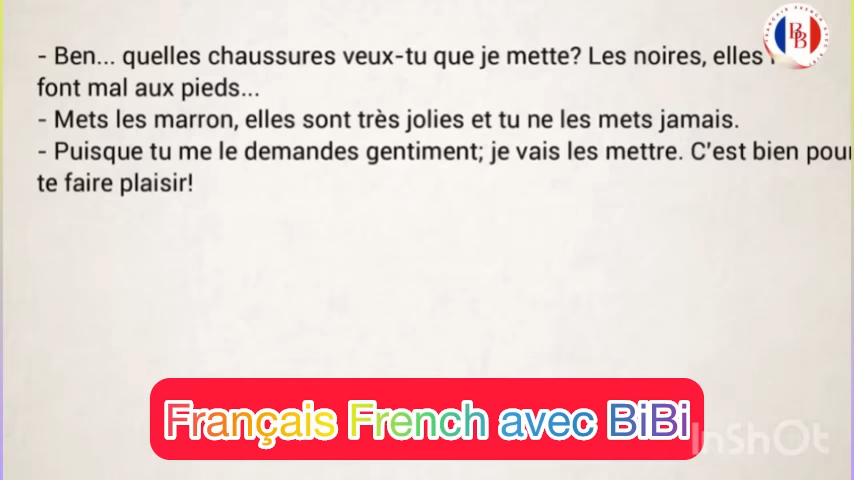 - Ben... quelles chaussures veux-tu que je mette? Les noires, elles
font mal aux pieds...
- Mets les marron, elles sont très jolies et tu ne les mets jamais.
- Puisque tu me le demandes gentiment; je vais les mettre. C'est bien pour
te faire plaisir!
Français French avec BiBi
InShOt